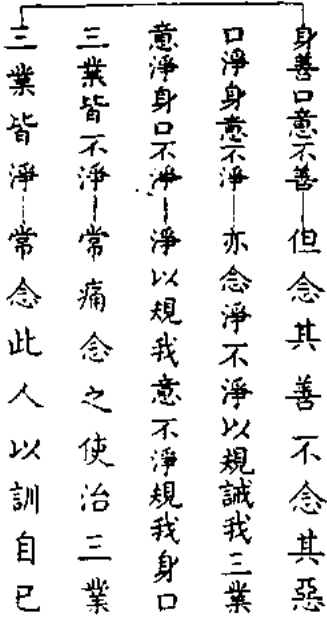 身善口意不善——但念其善不念其惡
口淨身意不淨——亦念淨不淨以規誡我三業
意淨身口不淨——淨以規我意不淨規我身口
三業皆不淨——常痛念之使治三業
三業皆淨——常念此人以訓自已